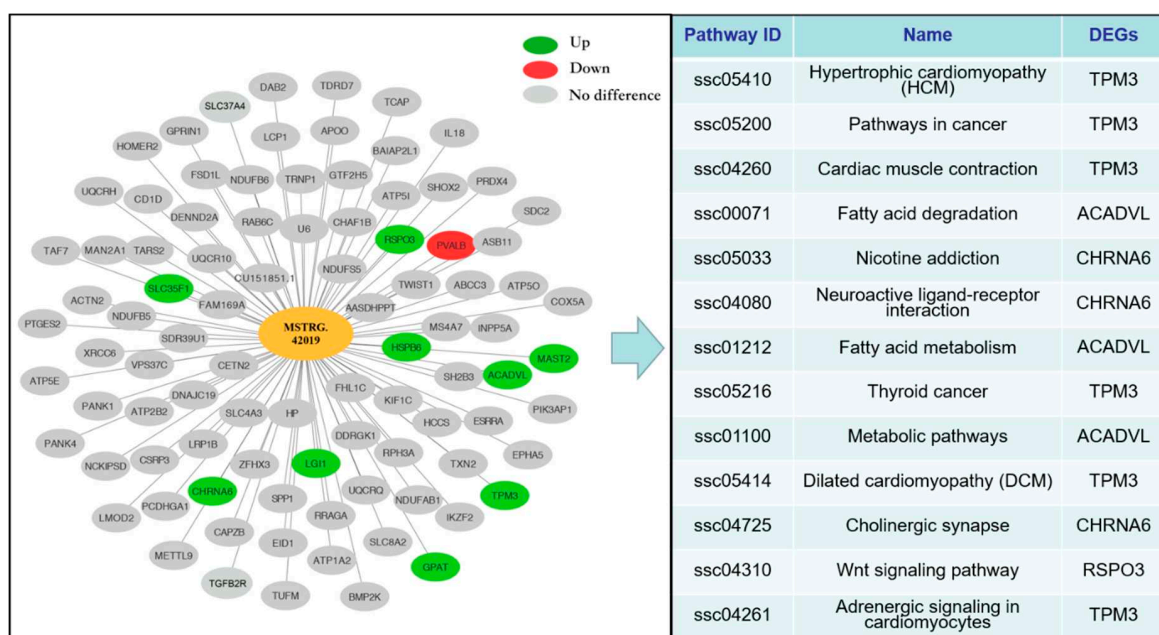 Up
Down
No difference
DAB2
TDRD7
SLC37A4
TCAP
GPRIN1
LCP1
APOO
IL18
HOMER2
BAIAP2L1
FSD1L
NDUFB6
TRNP1
GTF2H5
SHOX2
PRDX4
UQCRH
CD1D
ATP5I
DENND2A
RAB6C
U6
CHAF1B
SDC2
RSPO3
PVALB
ASB11
TAF7
MAN2A1
TARS2
UQCR10
CU151851.1
NDUFS5
SLC35F1
TWIST1
ABCC3
ATP5O
ACTN2
FAM169A
AASDHPPT
COX5A
PTGES2
NDUFB5
MSTRG.
42019
MS4A7
INPP5A
SDR39U1
HSPB6
XRCC6
VPS37C
CETN2
MAST2
ATP5E
SH2B3
ACADVL
DNAJC19
FHL1C
PIK3AP1
PANK1
ATP2B2
SLC4A3
HP
KIF1C
HCCS
ESRRA
PANK4
LRP1B
DDRGK1
EPHA5
NCKIPSD
CSRP3
ZFHX3
LGI1
RPH3A
TXN2
CHRNA6
UQCRQ
TPM3
PCDHGA1
SPP1
NDUFAB1
LMOD2
RRAGA
IKZF2
CAPZB
METTL9
EID1
SLC8A2
ATP1A2
GPAT
TGFB2R
TUFM
BMP2K
Pathway ID Name DEGs
ssc05410 Hypertrophic cardiomyopathy (HCM) TPM3
ssc05200 Pathways in cancer TPM3
ssc04260 Cardiac muscle contraction TPM3
ssc00071 Fatty acid degradation ACADVL
ssc05033 Nicotine addiction CHRNA6
ssc04080 Neuroactive ligand-receptor interaction CHRNA6
ssc01212 Fatty acid metabolism ACADVL
ssc05216 Thyroid cancer TPM3
ssc01100 Metabolic pathways ACADVL
ssc05414 Dilated cardiomyopathy (DCM) TPM3
ssc04725 Cholinergic synapse CHRNA6
ssc04310 Wnt signaling pathway RSPO3
ssc04261 Adrenergic signaling in cardiomyocytes TPM3